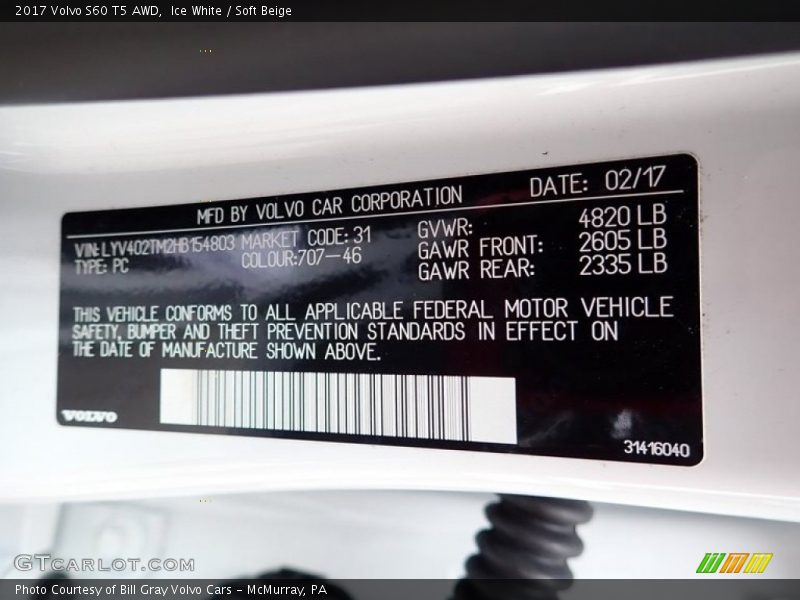 2017 Volvo S60 T5 AWD,  Ice White / Soft Beige
MFD BY VOLVO CAR CORPORATION DATE: 02/17
VIN: LYV402TM2HB154803 MARKET CODE: 31 GVWR: 4820 LB
TYPE: PC COLOUR:707-46 GAWR FRONT: 2605 LB
GAWR REAR: 2335 LB
THIS VEHICLE CONFORMS TO ALL APPLICABLE FEDERAL MOTOR VEHICLE
SAFETY, BUMPER AND THEFT PREVENTION STANDARDS IN EFFECT ON
THE DATE OF MANUFACTURE SHOWN ABOVE.
VOLVO
31416040
GTCARLOT.COM
Photo Courtesy of Bill Gray Volvo Cars - McMurray, PA